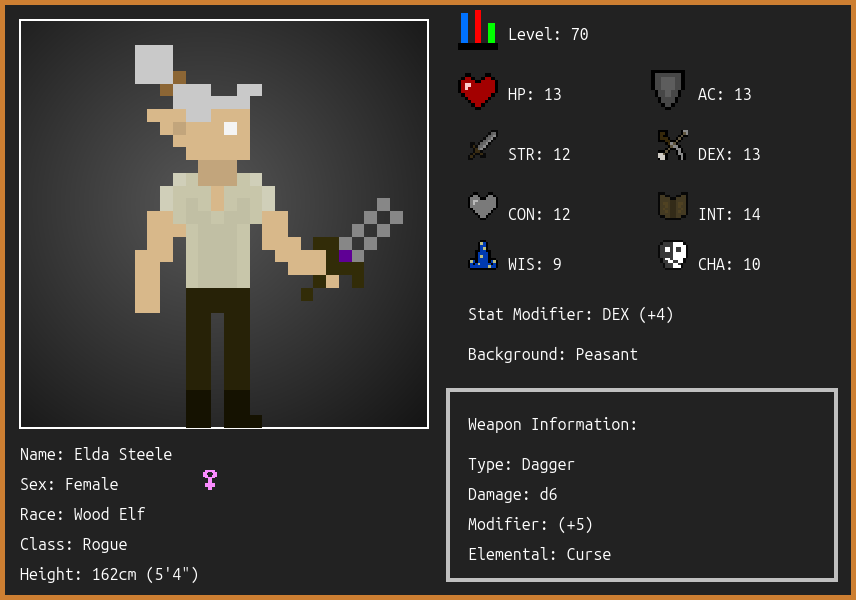 Level: 70
HP: 13
AC: 13
STR: 12
DEX: 13
CON: 12
INT: 14
WIS: 9
CHA: 10
Stat Modifier: DEX (+4)
Background: Peasant
Weapon Information:
Type: Dagger
Damage: d6
Modifier: (+5)
Elemental: Curse
Name: Elda Steele
Sex: Female
Race: Wood Elf
Class: Rogue
Height: 162cm (5'4")